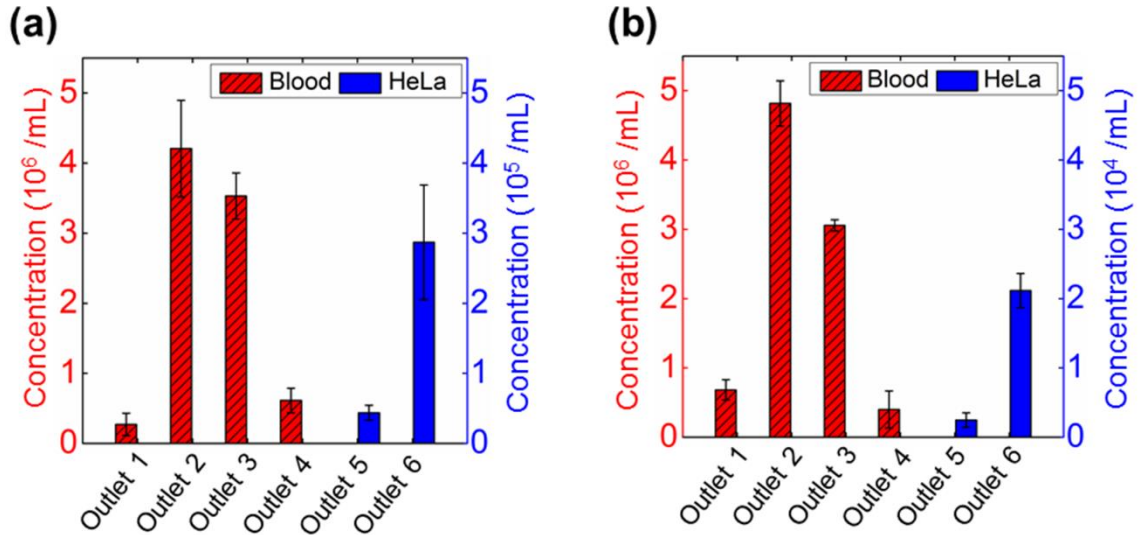 (a)
Blood HeLa
Concentration (10⁶ /mL)
5
4
3
2
1
0
5
4
3
2
1
0
Concentration (10⁵ /mL)
Outlet 1
Outlet 2
Outlet 3
Outlet 4
Outlet 5
Outlet 6
(b)
Blood HeLa
Concentration (10⁶ /mL)
5
4
3
2
1
0
5
4
3
2
1
0
Concentration (10⁴ /mL)
Outlet 1
Outlet 2
Outlet 3
Outlet 4
Outlet 5
Outlet 6